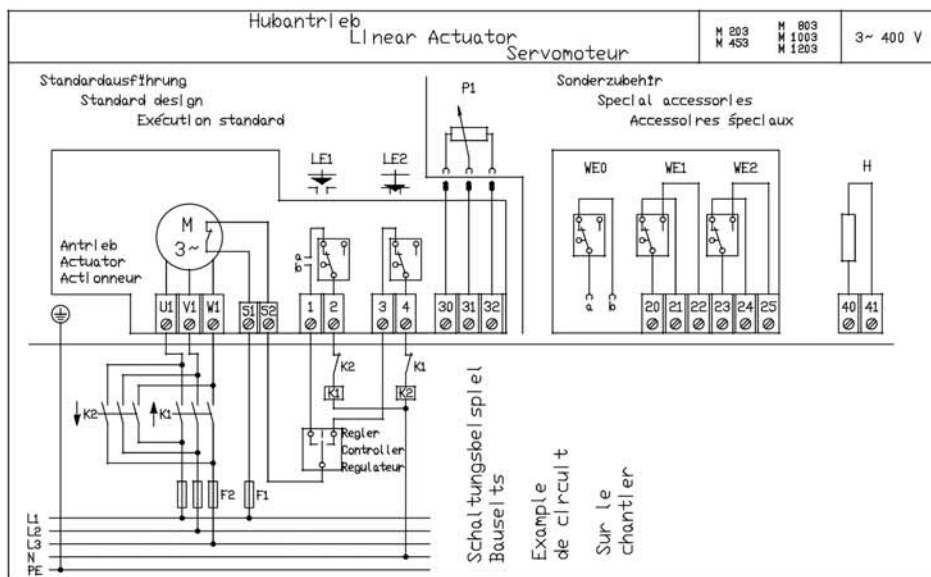 Hubantrieb
Linear Actuator
Servomoteur
M 203
M 453
M 803
M 1003
M 1203
3~ 400 V
Standardausfïhrung
Standard design
Exécution standard
P1
Sonderzubehïr
Special accessories
Accessoires speciaux
LE1
LE2
WE0
WE1
WE2
H
M
3~
Antrieb
Actuator
Actionneur
a
b
a
b
U1
V1
W1
51
52
1
2
3
4
30
31
32
20
21
22
23
24
25
40
41
K2
K1
K1
K2
K2
K1
Regler
Controller
Regulateur
F2
F1
L1
L2
L3
N
PE
Schaltungsbeispiel
Bauseits
Example
de circuit
Sur le
chantier